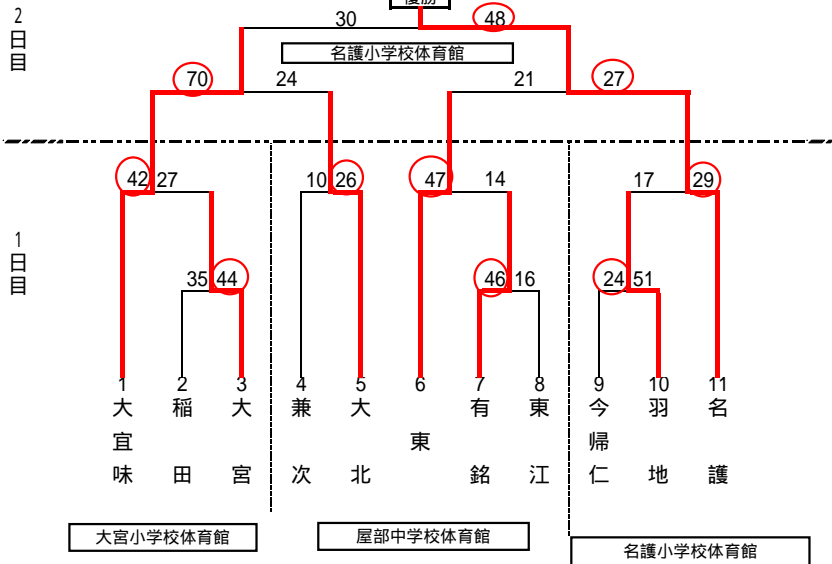 優勝
2日目
30 48
名護小学校体育館
70 24 21 27
42 27 10 26 47 14 17 29
1日目
35 44 46 16 24 51
1 2 3 4 5 6 7 8 9 10 11
大宜味
稲田
大宮
兼次
大北
東
有銘
東江
今帰仁
羽地
名護
大宮小学校体育館
屋部中学校体育館
名護小学校体育館